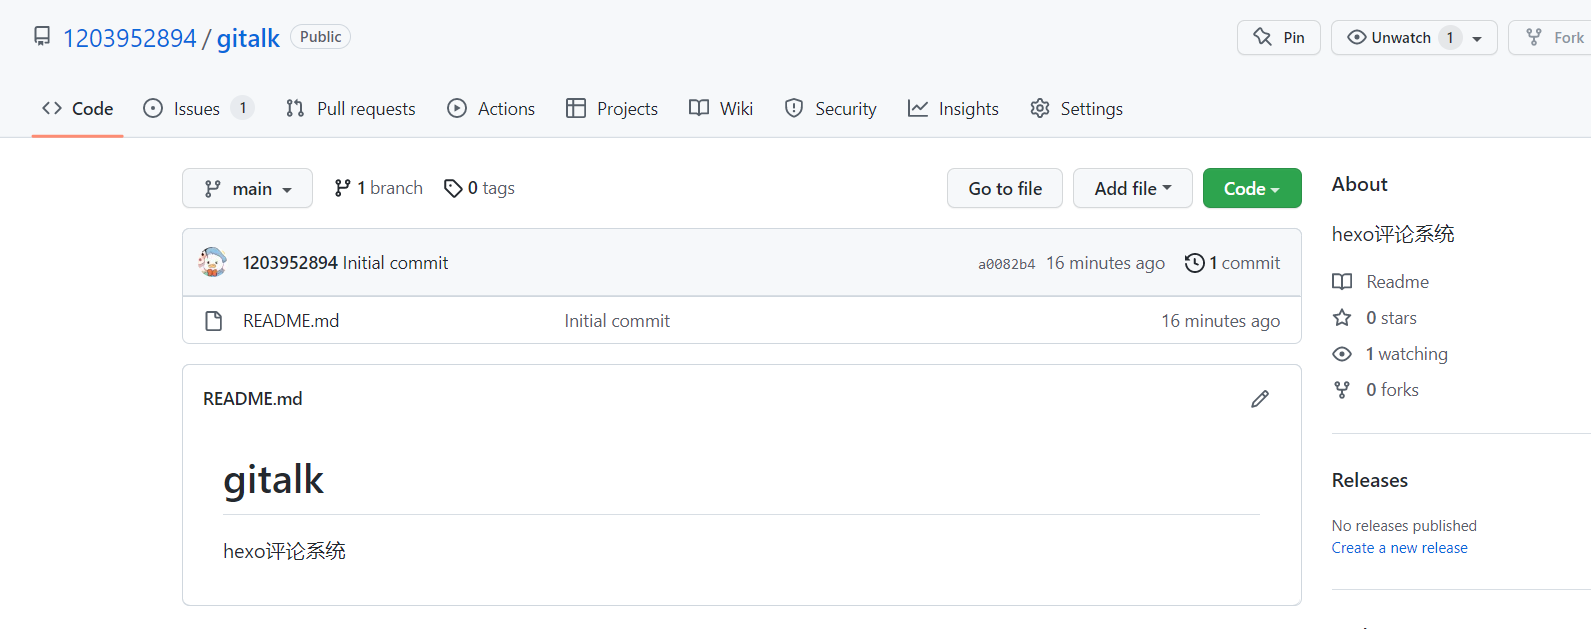 1203952894 / gitalk Public
Pin Unwatch 1 Fork
Code Issues 1 Pull requests Actions Projects Wiki Security Insights Settings
main 1 branch 0 tags Go to file Add file Code
1203952894 Initial commit a0082b4 16 minutes ago 1 commit
README.md Initial commit 16 minutes ago
README.md
gitalk
hexo评论系统
About
hexo评论系统
Readme
0 stars
1 watching
0 forks
Releases
No releases published
Create a new release